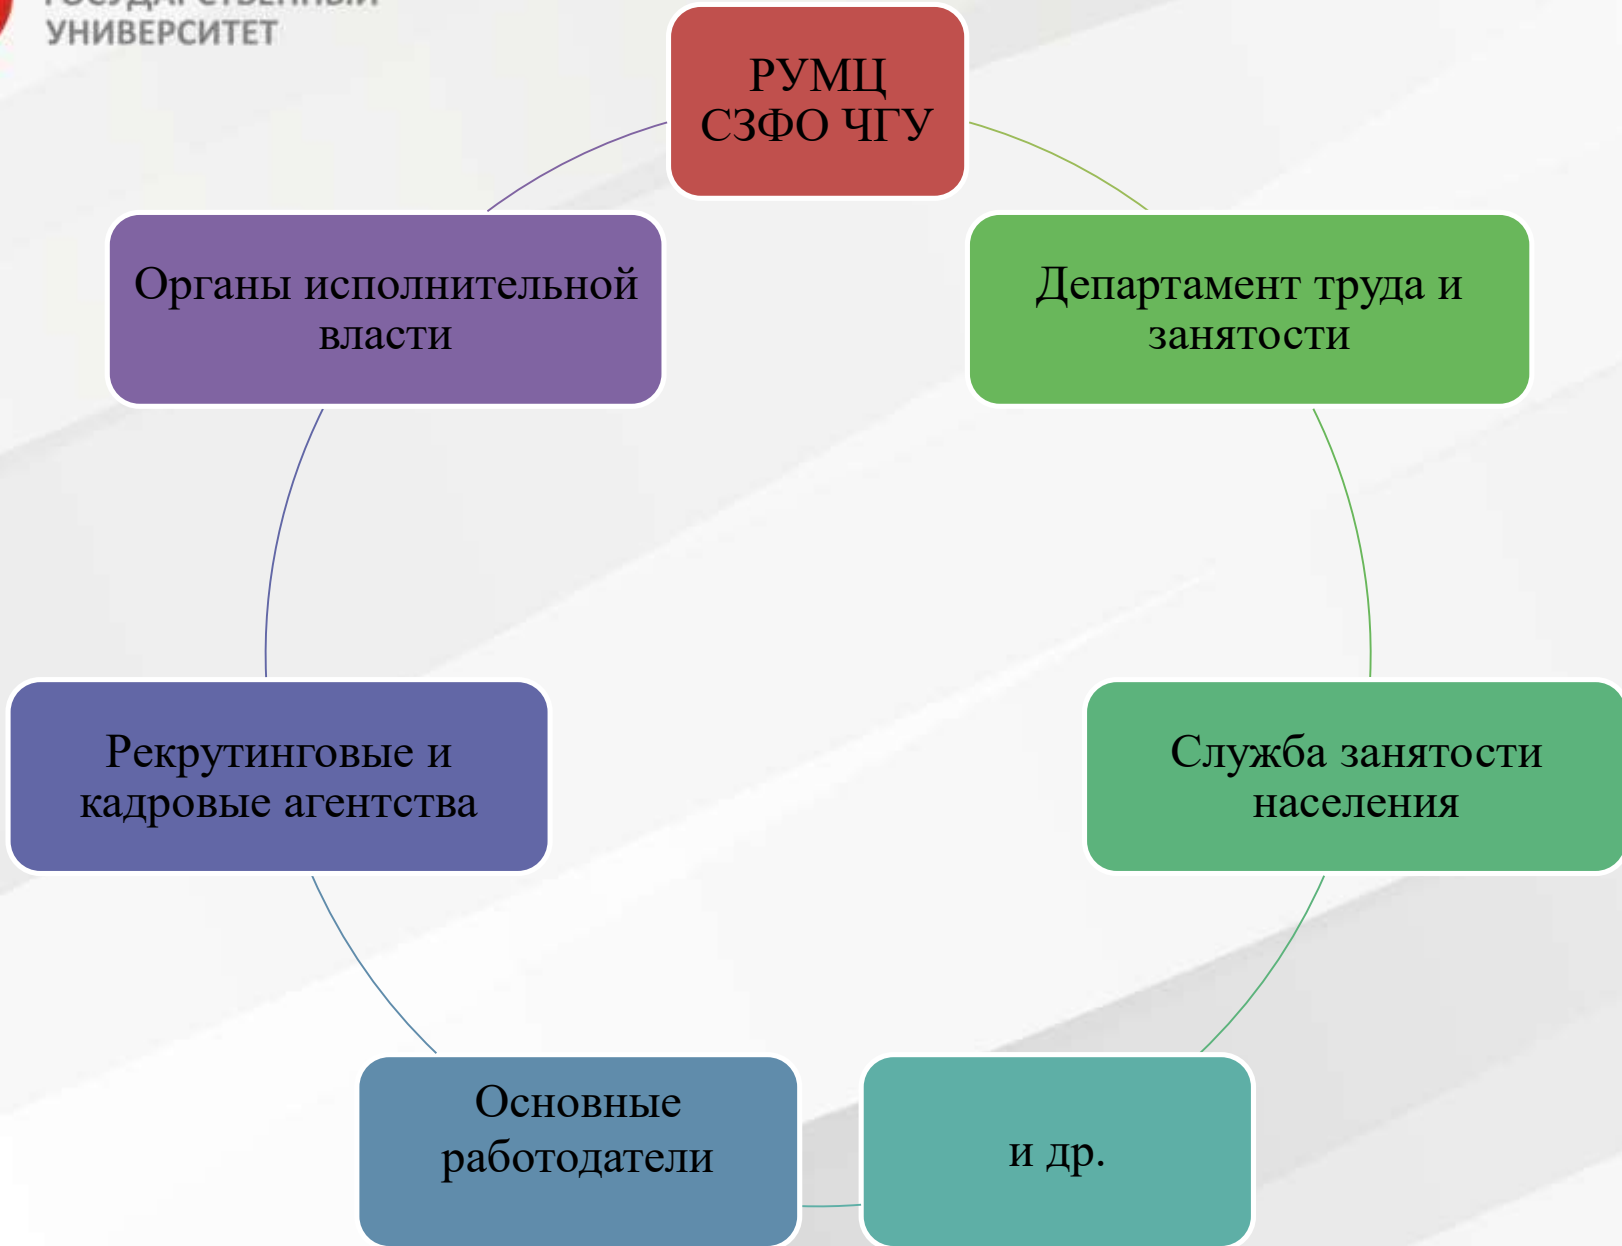 ГОСУДАРСТВЕННЫЙ
УНИВЕРСИТЕТ
РУМЦ
СЗФО ЧГУ
Органы исполнительной
власти
Департамент труда и
занятости
Рекрутинговые и
кадровые агентства
Служба занятости
населения
Основные
работодатели
и др.